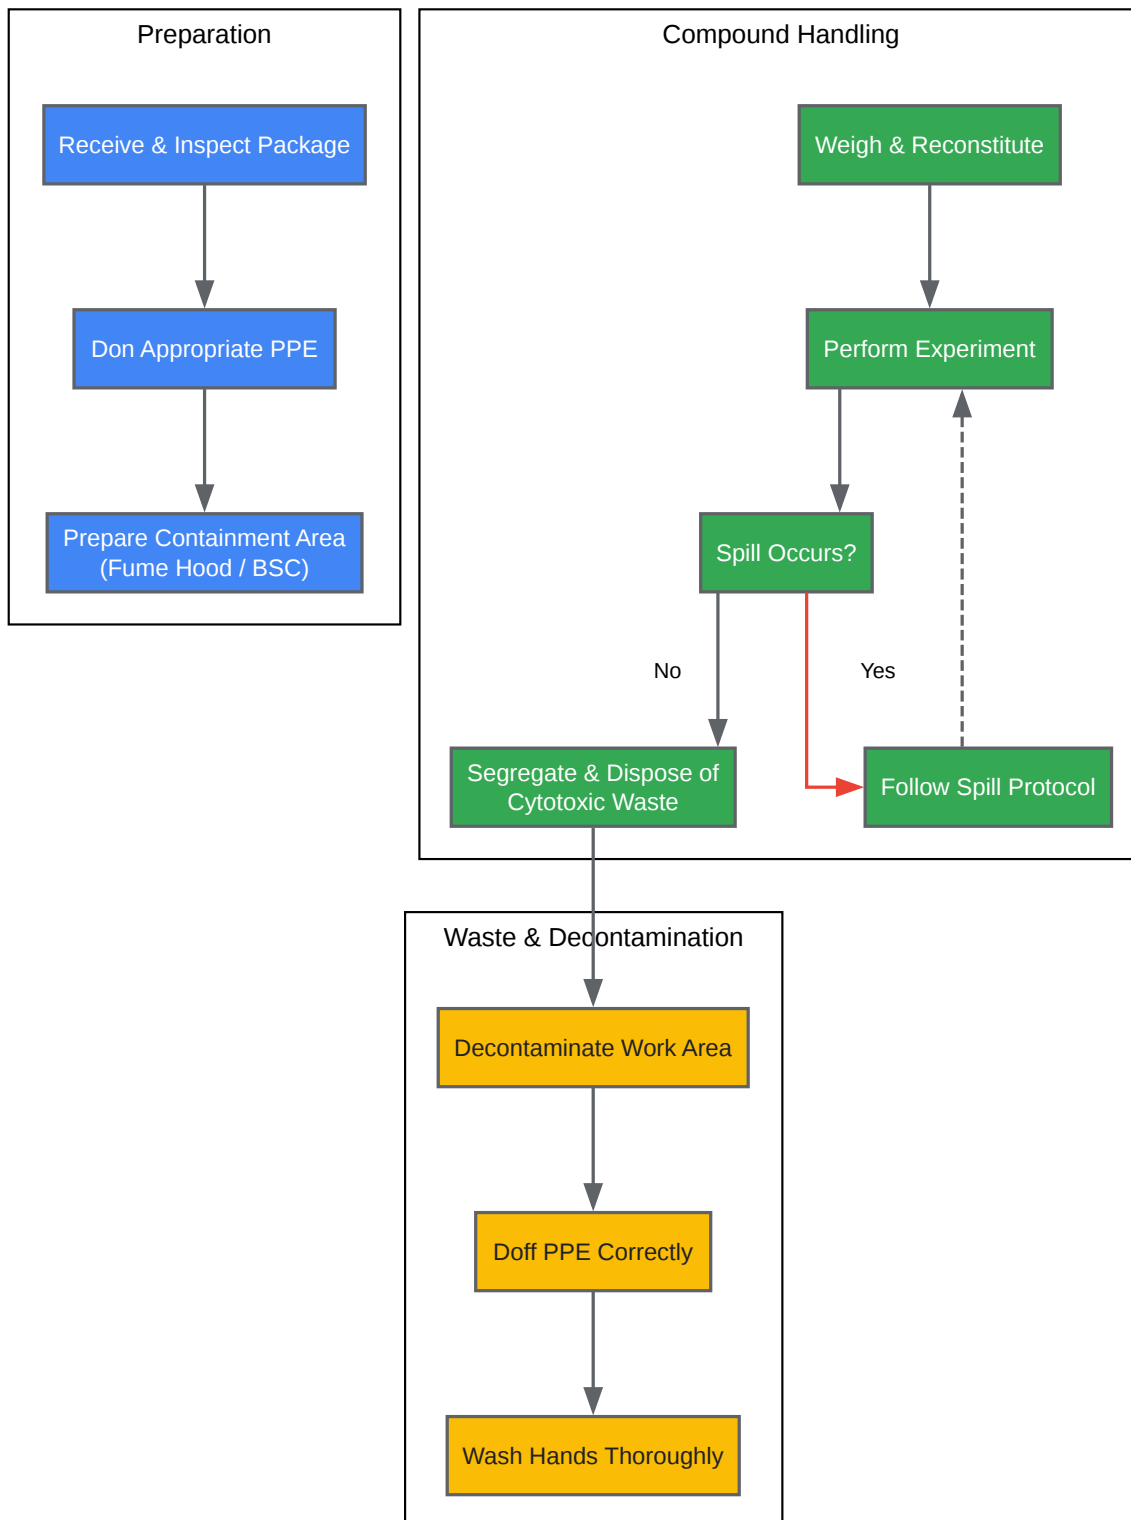 Preparation
Receive & Inspect Package
Don Appropriate PPE
Prepare Containment Area
(Fume Hood / BSC)
Compound Handling
Weigh & Reconstitute
Perform Experiment
Spill Occurs?
No
Yes
Segregate & Dispose of
Cytotoxic Waste
Follow Spill Protocol
Waste & Decontamination
Decontaminate Work Area
Doff PPE Correctly
Wash Hands Thoroughly